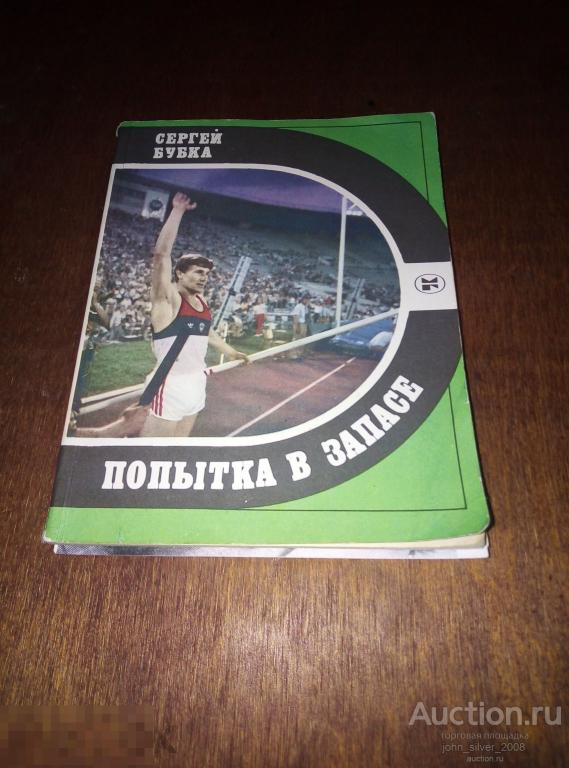 СЕРГЕЙ
БУБКА
ПОПЫТКА В ЗАПАСЕ
Auction.ru
торговая площадка
john_silver_2008
auction.ru